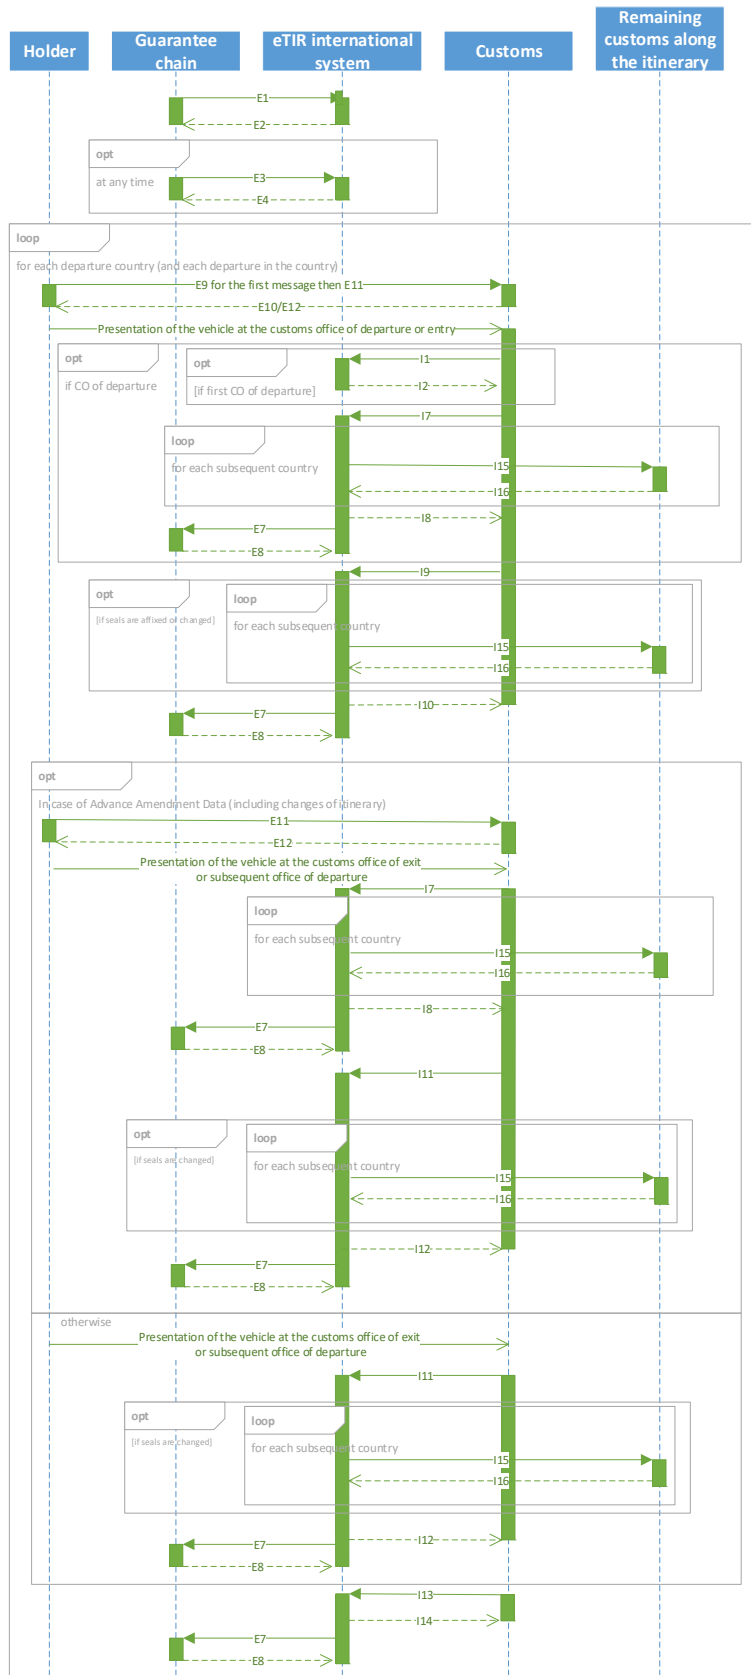 Holder
Guarantee
chain
eTIR international
system
Customs
Remaining
customs along
the itinerary
E1
E2
opt
at any time
E3
E4
loop
for each departure country (and each departure in the country)
E9 for the first message then E11
E10/E12
Presentation of the vehicle at the customs office of departure or entry
opt
if CO of departure
opt
[if first CO of departure]
I1
I2
I7
loop
for each subsequent country
I15
I16
I8
E7
E8
I9
opt
[if seals are affixed or changed]
loop
for each subsequent country
I15
I16
I10
E7
E8
opt
In case of Advance Amendment Data (including changes of itinerary)
E11
E12
Presentation of the vehicle at the customs office of exit
or subsequent office of departure
I7
loop
for each subsequent country
I15
I16
I8
E7
E8
I11
opt
[if seals are changed]
loop
for each subsequent country
I15
I16
I12
E7
E8
otherwise
Presentation of the vehicle at the customs office of exit
or subsequent office of departure
I11
opt
[if seals are changed]
loop
for each subsequent country
I15
I16
I12
E7
E8
I13
I14
E7
E8